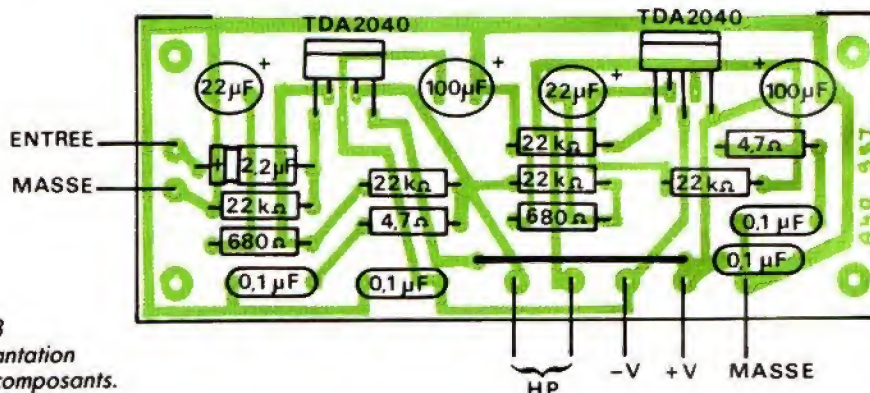 TDA2040
TDA2040
22µF
+
100µF
+
22µF
+
100µF
+
ENTREE
+ 2,2µF
22kΩ
4,7Ω
MASSE
22kΩ
22kΩ
22kΩ
22kΩ
4,7Ω
680Ω
680Ω
0,1µF
0,1µF
0,1µF
0,1µF
antation
composants.
HP
-V
+V
MASSE